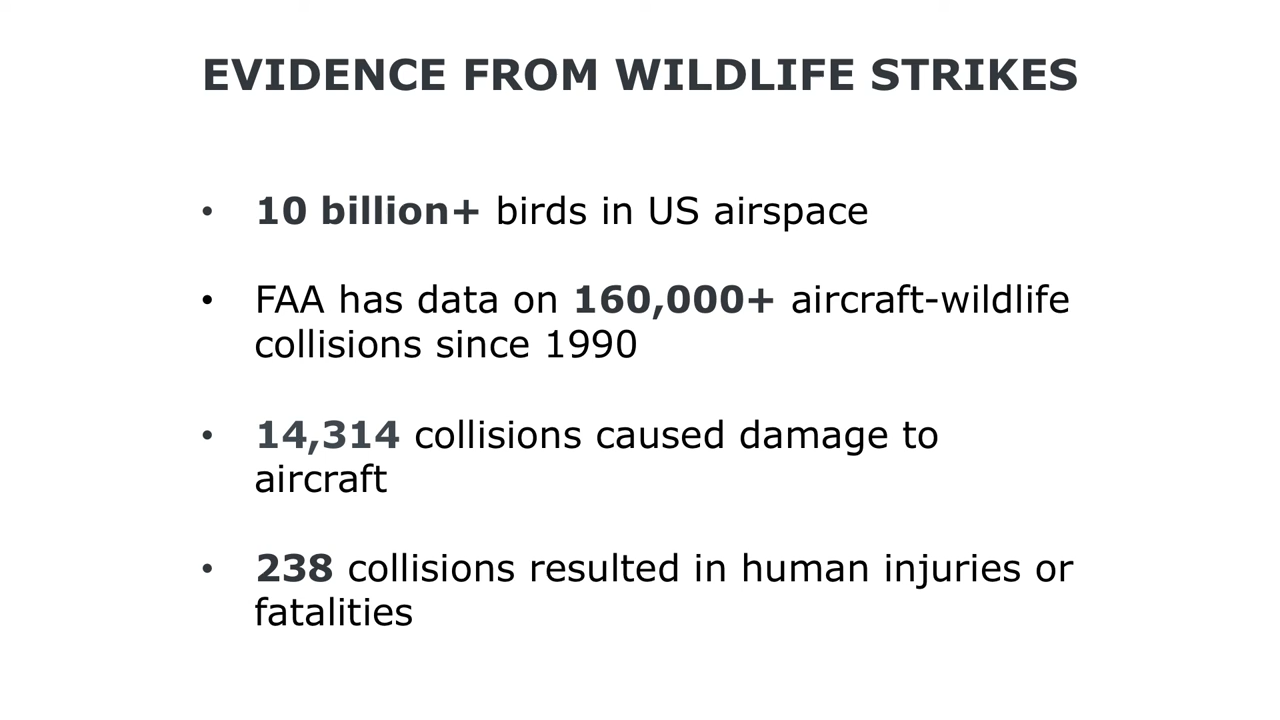 EVIDENCE FROM WILDLIFE STRIKES
• 10 billion+ birds in US airspace
• FAA has data on 160,000+ aircraft-wildlife
collisions since 1990
• 14,314 collisions caused damage to
aircraft
• 238 collisions resulted in human injuries or
fatalities